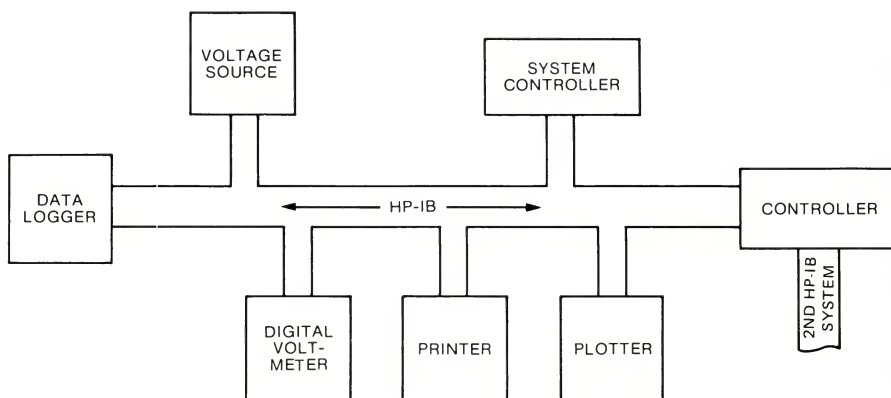 VOLTAGE
SOURCE
SYSTEM
CONTROLLER
DATA
LOGGER
HP-IB
CONTROLLER
2ND HP-IB
SYSTEM
DIGITAL
VOLT-
METER
PRINTER
PLOTTER